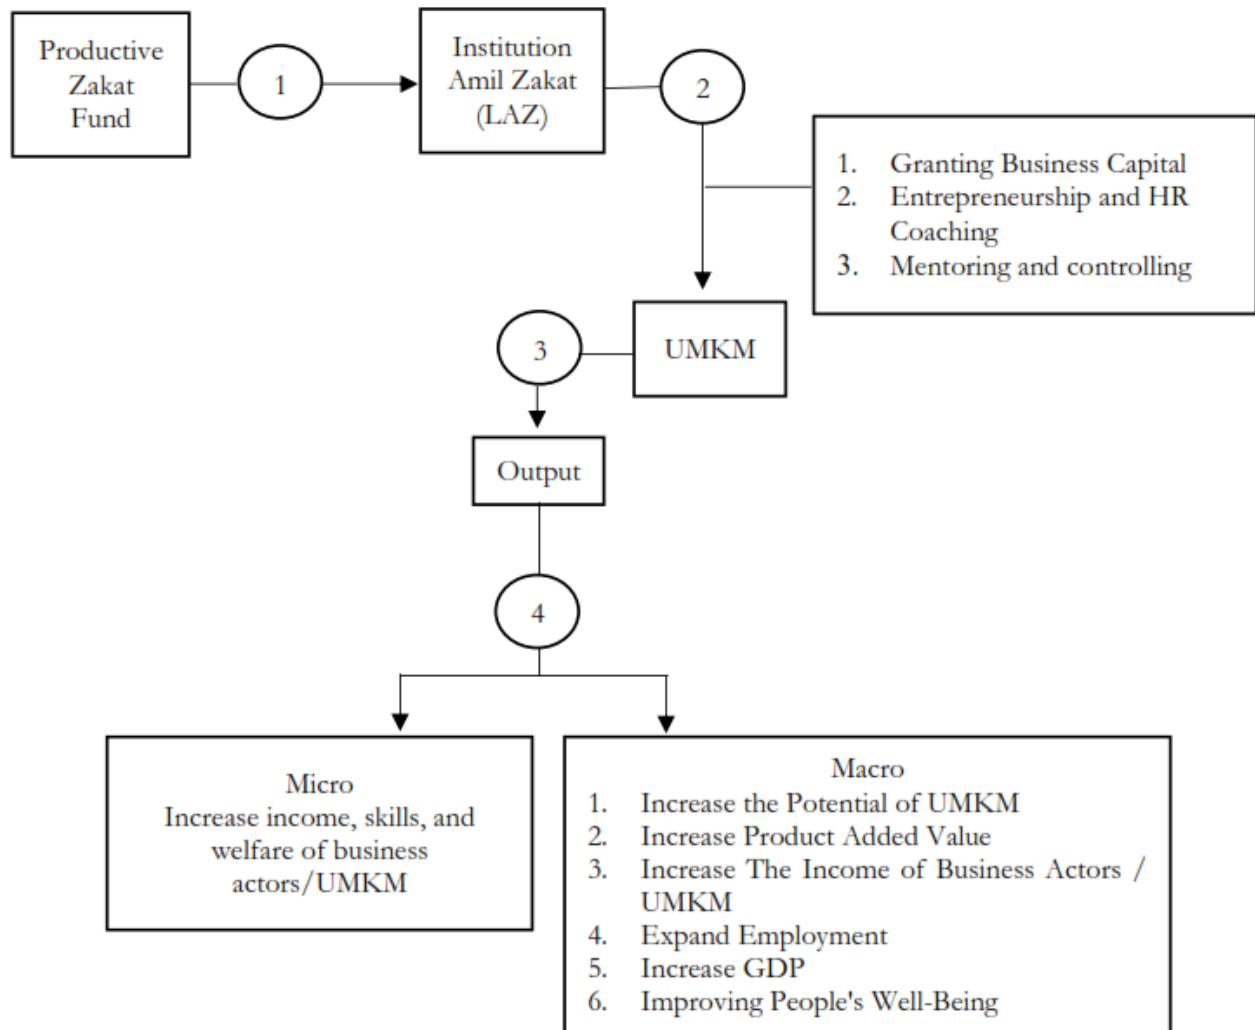 Productive
Zakat
Fund
1
Institution
Amil Zakat
(LAZ)
2
1. Granting Business Capital
2. Entrepreneurship and HR
Coaching
3. Mentoring and controlling
UMKM
3
Output
4
Micro
Increase income, skills, and
welfare of business
actors/UMKM
Macro
1. Increase the Potential of UMKM
2. Increase Product Added Value
3. Increase The Income of Business Actors /
UMKM
4. Expand Employment
5. Increase GDP
6. Improving People's Well-Being